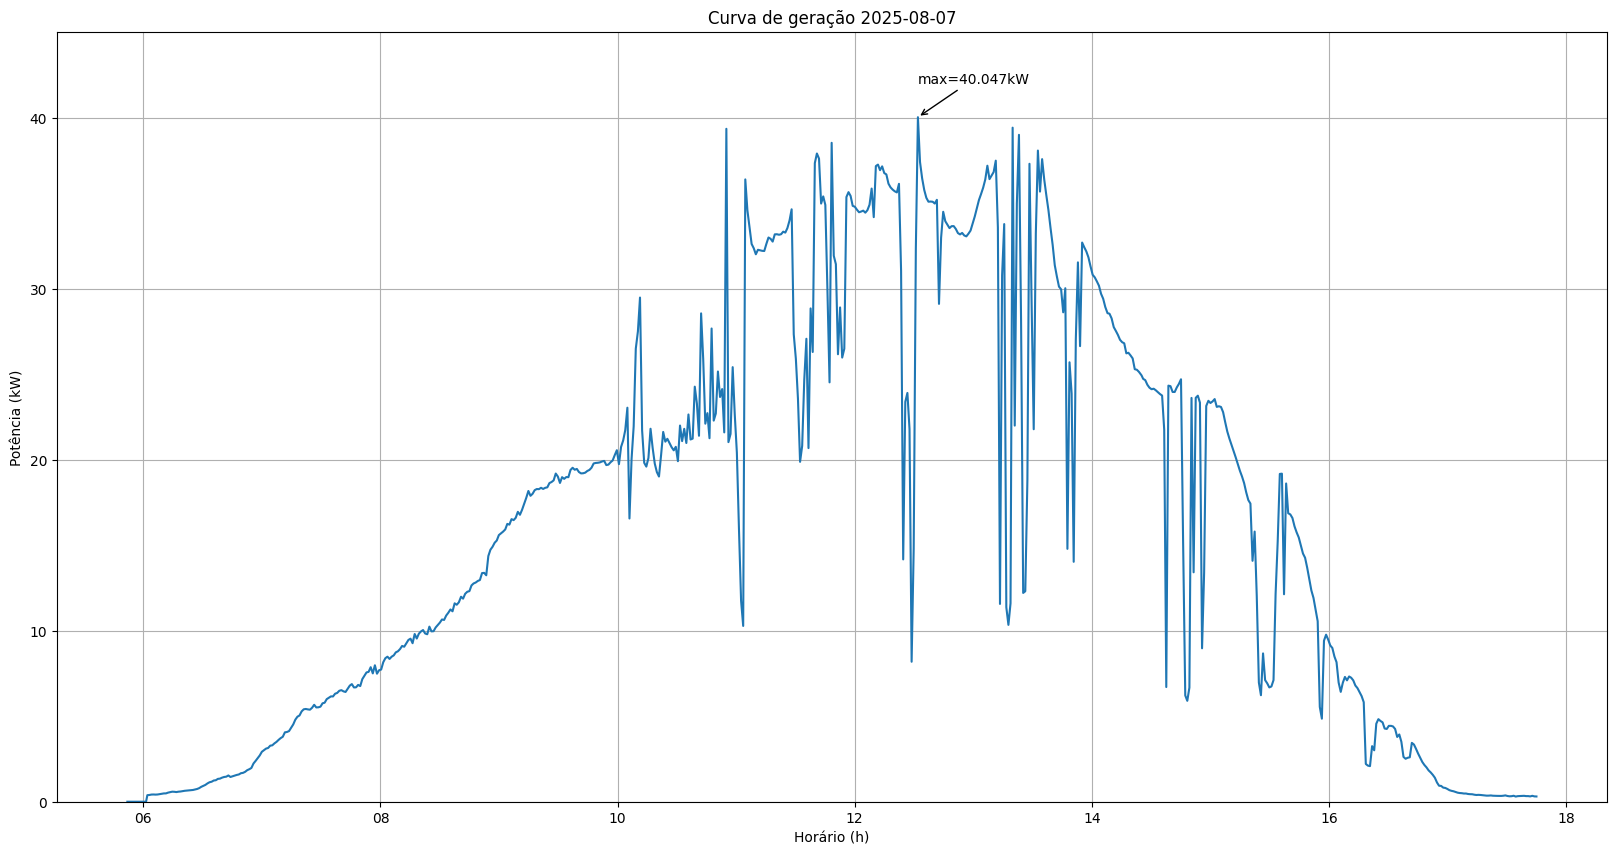 Curva de geração 2025-08-07
max=40.047kW
40
30
20
10
0
Potência (kW)
06 08 10 12 14 16 18
Horário (h)